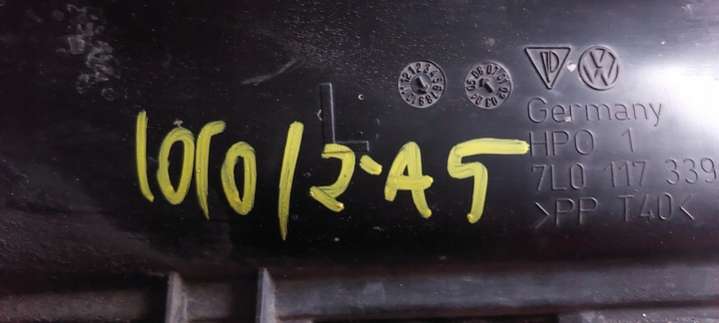 Germany
HPO 1
7L0 117 339
>PP T40<
L
1010/2-A5